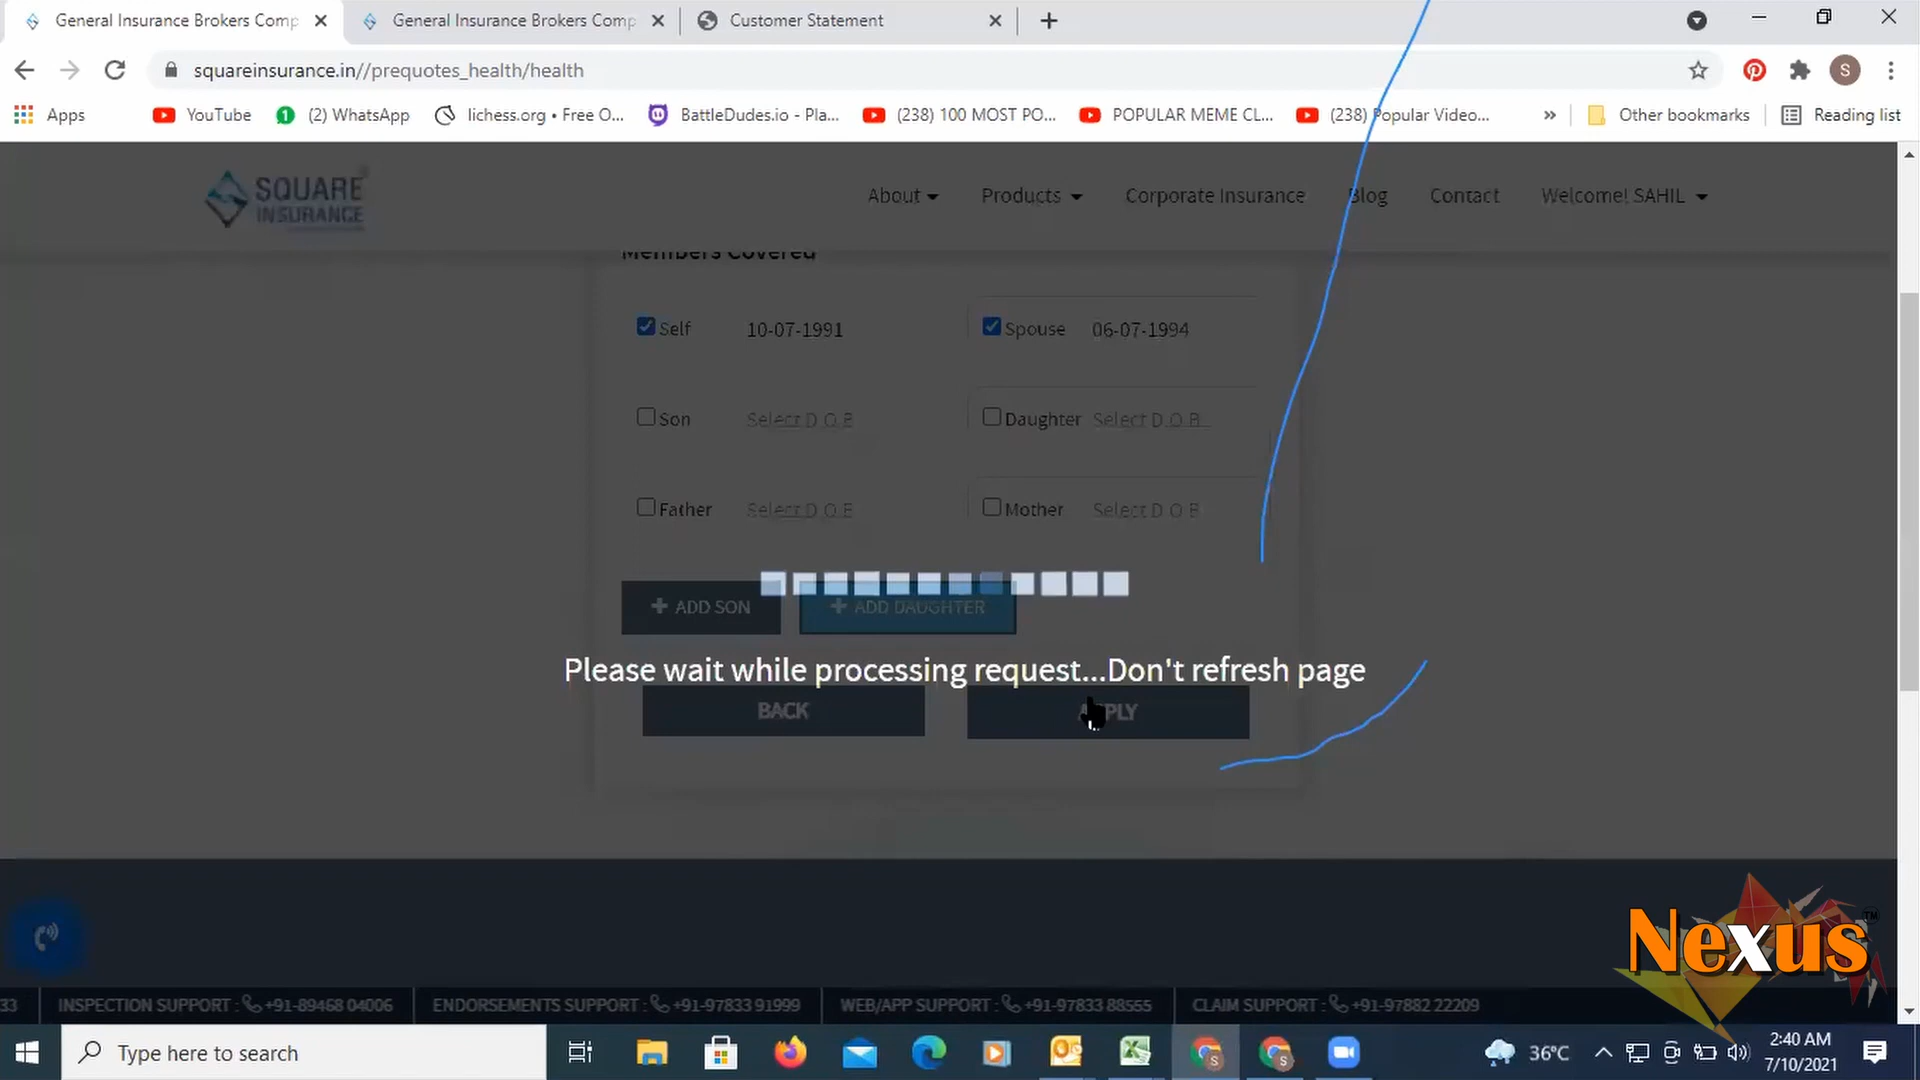 General Insurance Brokers Comp
General Insurance Brokers Comp
Customer Statement
squareinsurance.in//prequotes_health/health
S
Apps
YouTube
(2) WhatsApp
lichess.org • Free O...
BattleDudes.io - Pla...
(238) 100 MOST PO...
POPULAR MEME CL...
(238) Popular Video...
»
Other bookmarks
Reading list
SQUARE
INSURANCE
About
Products
Corporate Insurance
Blog
Contact
Welcome! SAHIL
Members Covered
Self 10-07-1991
Spouse 06-07-1994
Son Select D.O.B
Daughter Select D.O.B
Father Select D.O.B
Mother Select D.O.B
+ ADD SON
+ ADD DAUGHTER
Please wait while processing request...Don't refresh page
BACK
APPLY
Nexus™
33
INSPECTION SUPPORT : +91-89468 04006
ENDORSEMENTS SUPPORT : +91-97833 91999
WEB/APP SUPPORT : +91-97833 88555
CLAIM SUPPORT : +91-97882 22209
Type here to search
36°C
2:40 AM
7/10/2021